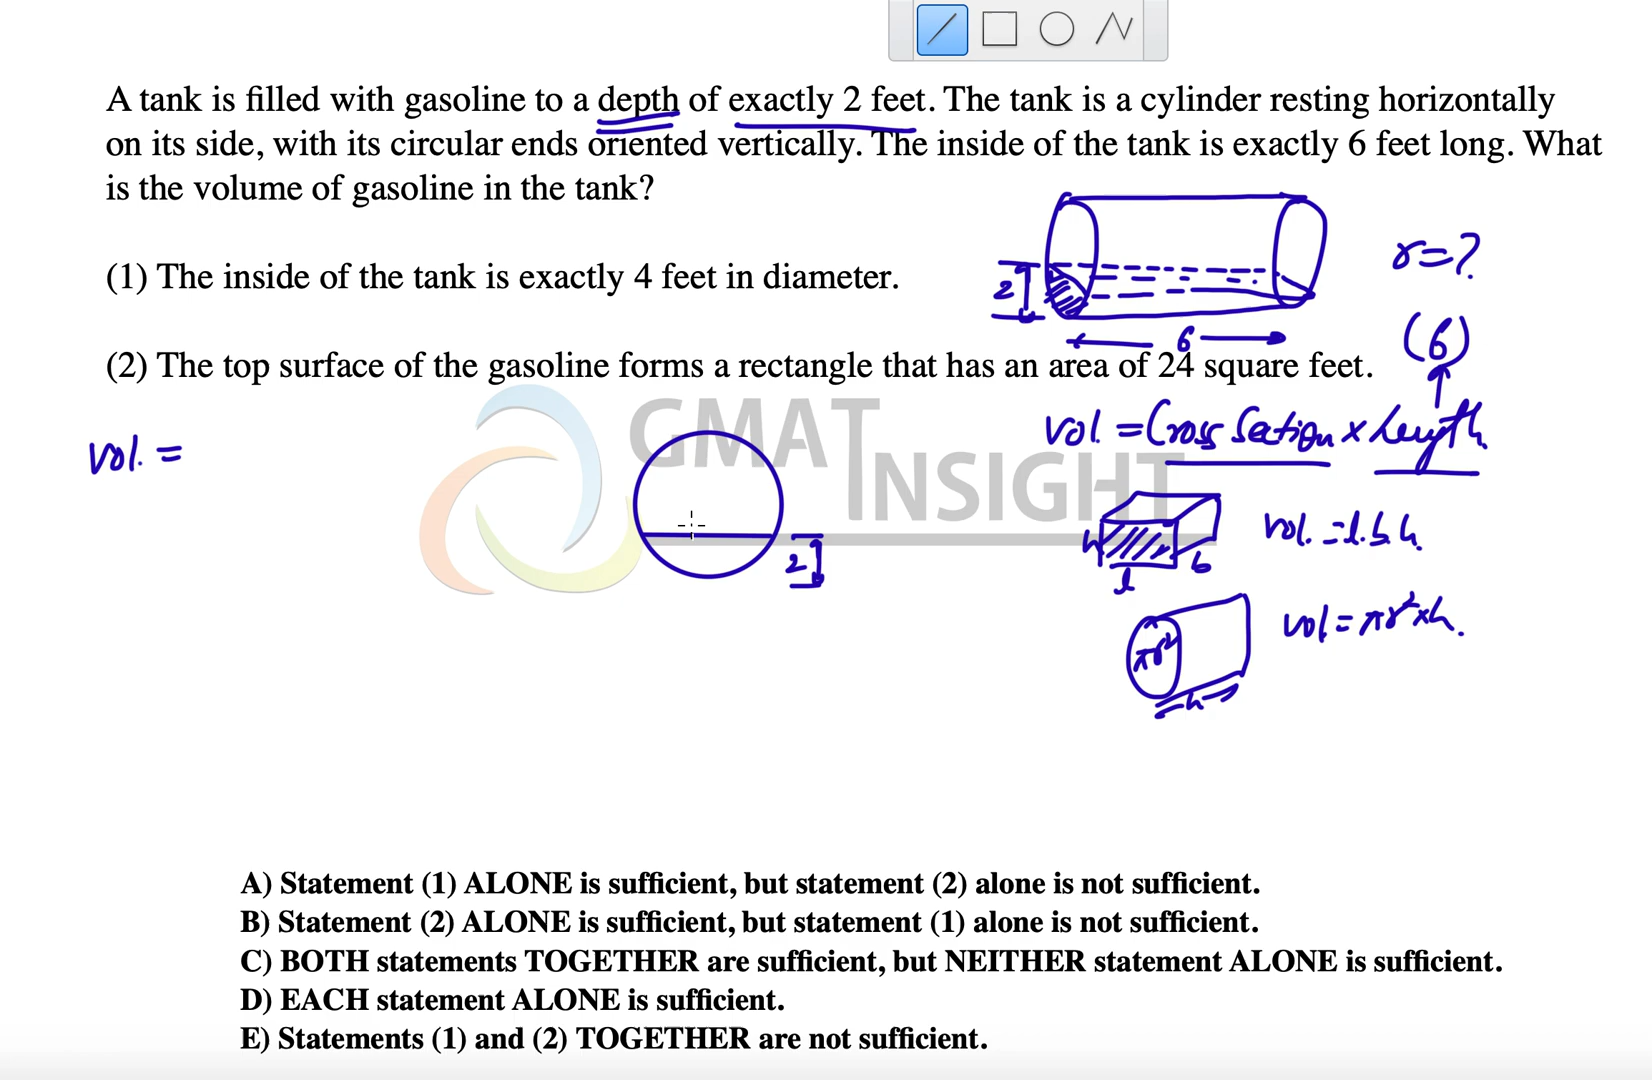 A tank is filled with gasoline to a depth of exactly 2 feet. The tank is a cylinder resting horizontally
on its side, with its circular ends oriented vertically. The inside of the tank is exactly 6 feet long. What
is the volume of gasoline in the tank?
r=?
(1) The inside of the tank is exactly 4 feet in diameter.
2
6
(6)
(2) The top surface of the gasoline forms a rectangle that has an area of 24 square feet.
GMAT INSIGHT
vol. = Cross Section x Length
vol. =
2
h
l
b
vol. = l.b.h.
πr²
h
vol = πr² x h.
A) Statement (1) ALONE is sufficient, but statement (2) alone is not sufficient.
B) Statement (2) ALONE is sufficient, but statement (1) alone is not sufficient.
C) BOTH statements TOGETHER are sufficient, but NEITHER statement ALONE is sufficient.
D) EACH statement ALONE is sufficient.
E) Statements (1) and (2) TOGETHER are not sufficient.